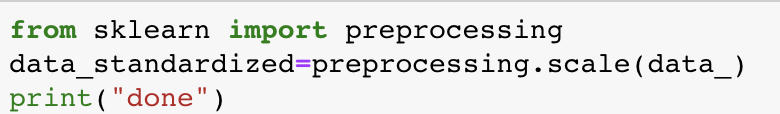 from sklearn import preprocessing
data_standardized=preprocessing.scale(data_)
print("done")